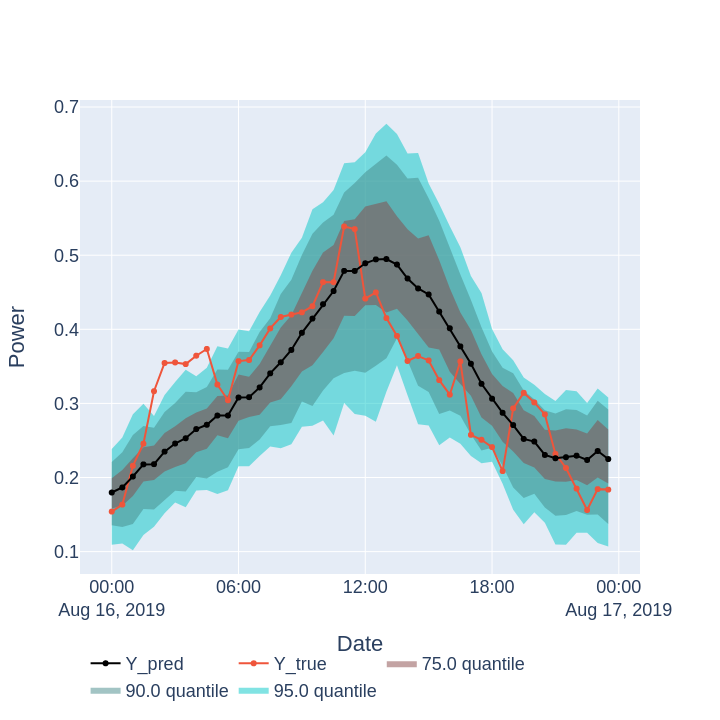 Power
0.7
0.6
0.5
0.4
0.3
0.2
0.1
00:00 06:00 12:00 18:00 00:00
Aug 16, 2019 Aug 17, 2019
Date
Y_pred Y_true 75.0 quantile
90.0 quantile 95.0 quantile